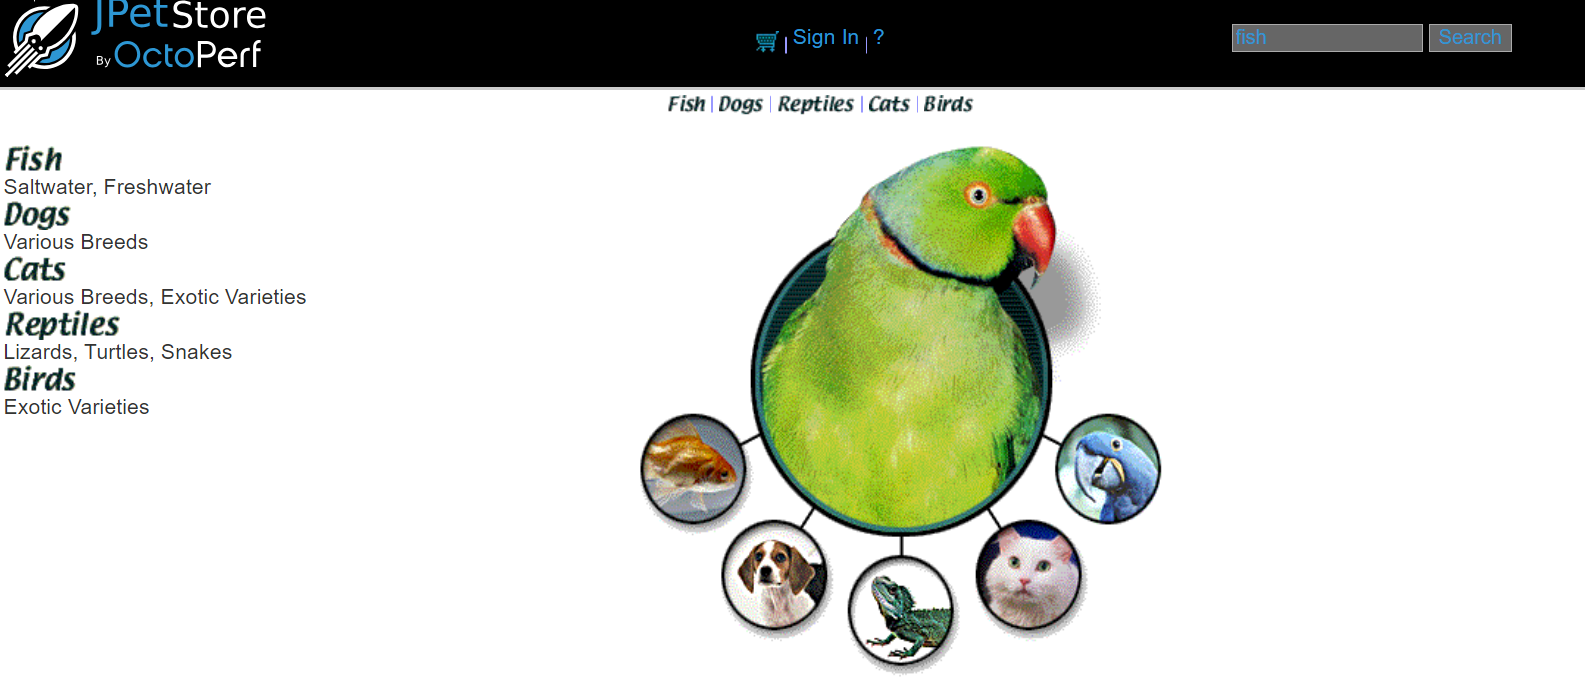 JPetStore
By OctoPerf
Sign In | ?
fish
Search
Fish | Dogs | Reptiles | Cats | Birds
Fish
Saltwater, Freshwater
Dogs
Various Breeds
Cats
Various Breeds, Exotic Varieties
Reptiles
Lizards, Turtles, Snakes
Birds
Exotic Varieties